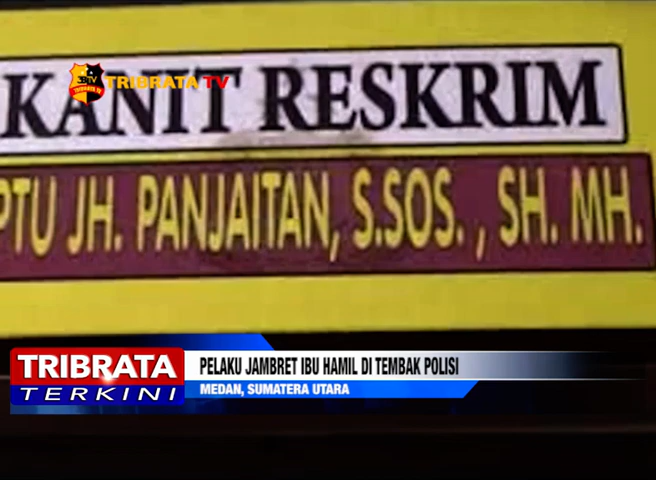 TRIBRATA TV
KANIT RESKRIM
PTU JH. PANJAITAN, S.SOS. , SH. MH.
TRIBRATA
TERKINI
PELAKU JAMBRET IBU HAMIL DI TEMBAK POLISI
MEDAN, SUMATERA UTARA